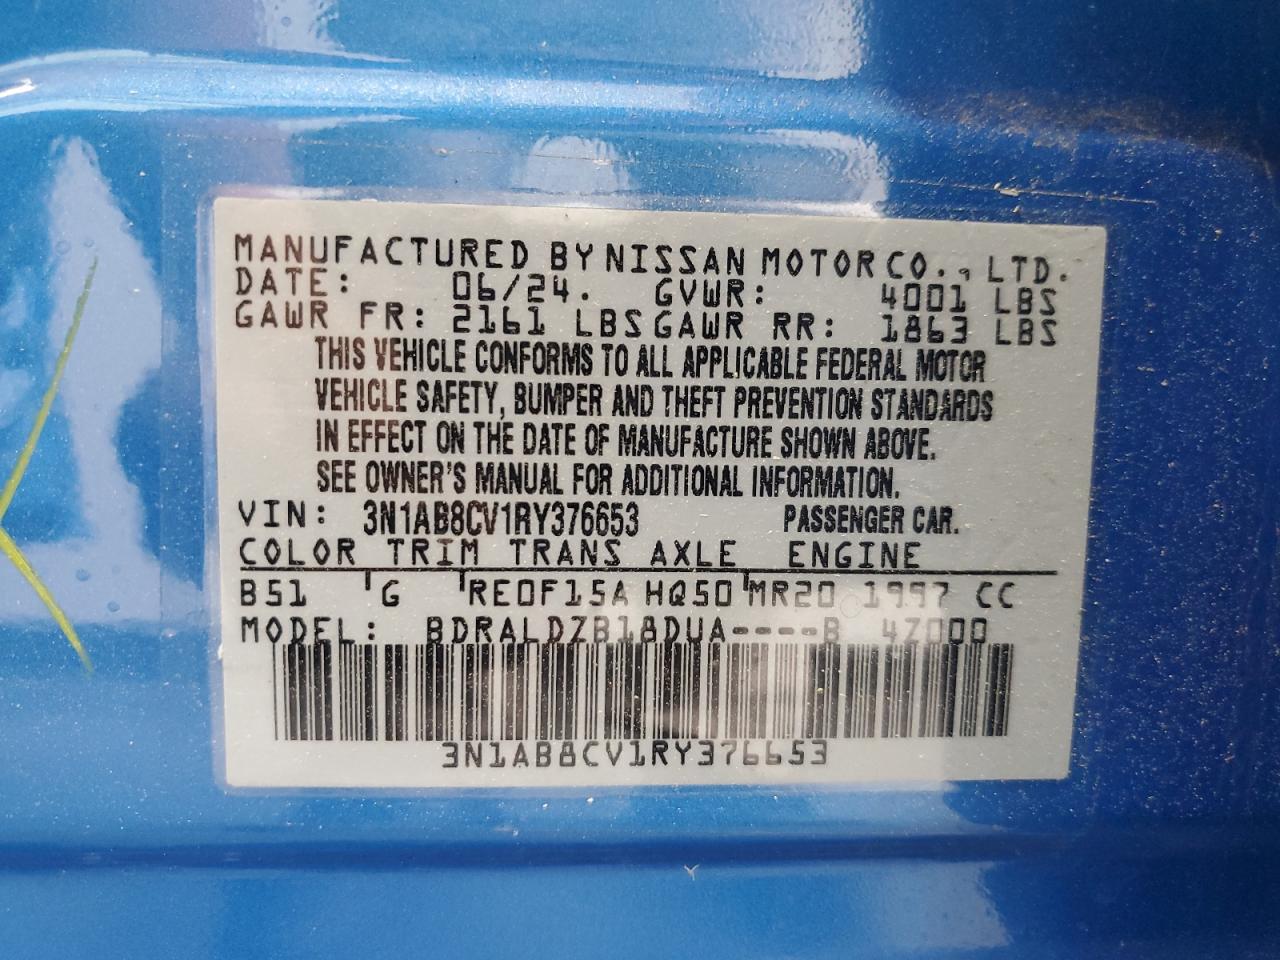 MANUFACTURED BY NISSAN MOTOR CO., LTD.
DATE: 06/24. GVWR: 4001 LBS
GAWR FR: 2161 LBS GAWR RR: 1863 LBS
THIS VEHICLE CONFORMS TO ALL APPLICABLE FEDERAL MOTOR
VEHICLE SAFETY, BUMPER AND THEFT PREVENTION STANDARDS
IN EFFECT ON THE DATE OF MANUFACTURE SHOWN ABOVE.
SEE OWNER'S MANUAL FOR ADDITIONAL INFORMATION.
VIN: 3N1AB8CV1RY376653 PASSENGER CAR.
COLOR TRIM TRANS AXLE ENGINE
B51 G RE0F15A HQ50 MR20 1997 CC
MODEL: BDRALDZB18DUA----B 4Z000
3N1AB8CV1RY376653